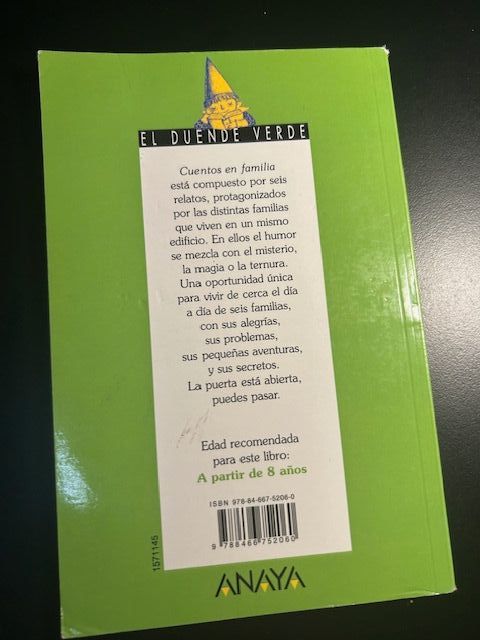 EL DUENDE VERDE
Cuentos en familia
está compuesto por seis
relatos, protagonizados
por las distintas familias
que viven en un mismo
edificio. En ellos el humor
se mezcla con el misterio,
la magia o la ternura.
Una oportunidad única
para vivir de cerca el día
a día de seis familias,
con sus alegrías,
sus problemas,
sus pequeñas aventuras,
y sus secretos.
La puerta está abierta,
puedes pasar.
Edad recomendada
para este libro:
A partir de 8 años
ISBN 978-84-667-5206-0
9 788466 752060
1571145
ANAYA